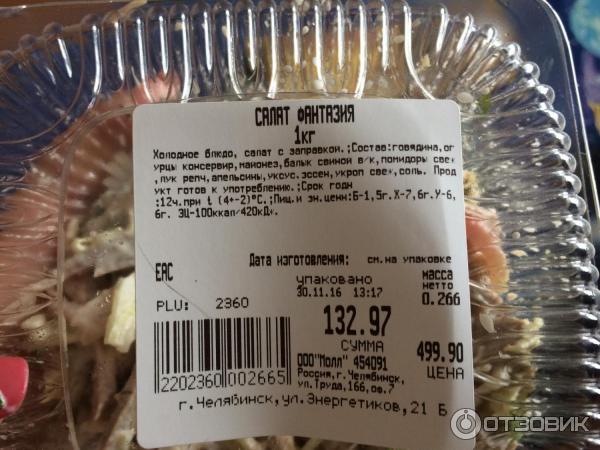 САЛАТ ФАНТАЗИЯ
1КГ
Холодное блюдо, салат с заправкой.;Состав:говядина,ог
урцы консервир,майонез,балык свиной в/к,помидоры свеж
,лук репч,апельсины,уксус.эссен,укроп свеж,соль. Прод
укт готов к употреблению.;Срок годн
:12ч.при t (4+-2)°С.;Пищ.и эн.ценн:Б-1,5г.Х-7,6г.У-6,
6г. ЭЦ-100ккал/420кДж.
Дата изготовления: см.на упаковке
ЕАС
упаковано
30.11.16 13:17
масса
нетто
0.266
PLU: 2360
132.97
СУММА
499.90
ЦЕНА
ООО"Молл" 454091
Россия,г.Челябинск,
ул.Труда,166,оф.7
2202360 002665
г.Челябинск,ул.Энергетиков,21 Б
ОТЗОВИК